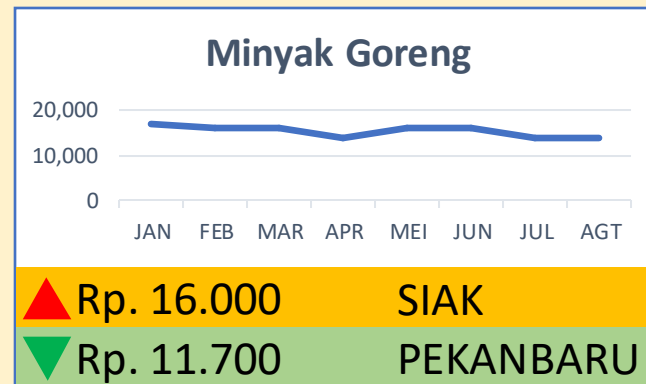 Minyak Goreng
20,000
10,000
0
JAN FEB MAR APR MEI JUN JUL AGT
Rp. 16.000 SIAK
Rp. 11.700 PEKANBARU